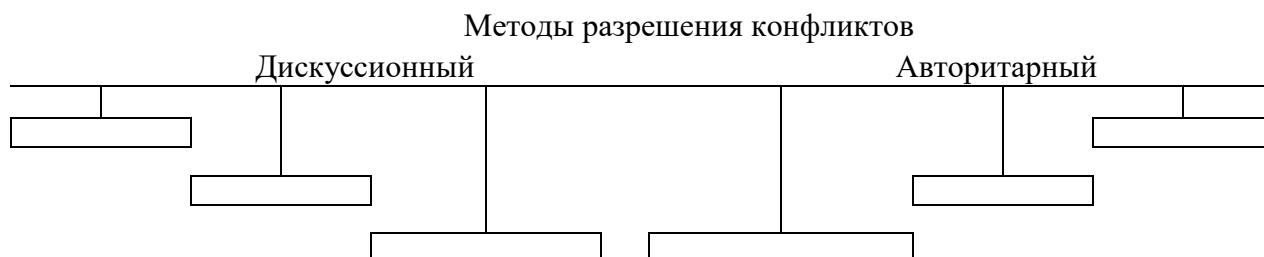 Методы разрешения конфликтов
Дискуссионный Авторитарный